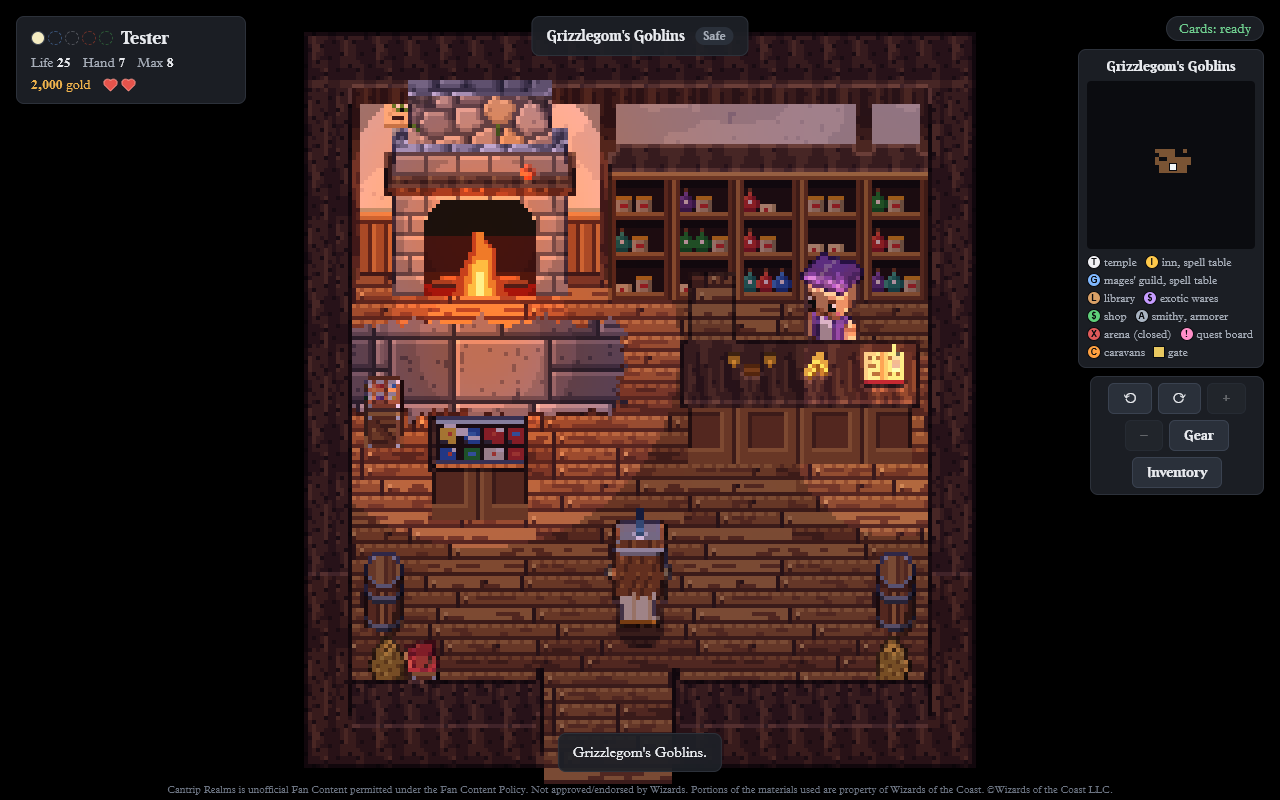 Tester
Life 25 Hand 7 Max 8
2,000 gold
Grizzlegom's Goblins Safe
Cards: ready
Grizzlegom's Goblins
T temple I inn, spell table
G mages' guild, spell table
L library S exotic wares
S shop A smithy, armorer
X arena (closed) ! quest board
C caravans gate
+
− Gear
Inventory
Grizzlegom's Goblins.
Cantrip Realms is unofficial Fan Content permitted under the Fan Content Policy. Not approved/endorsed by Wizards. Portions of the materials used are property of Wizards of the Coast. ©Wizards of the Coast LLC.